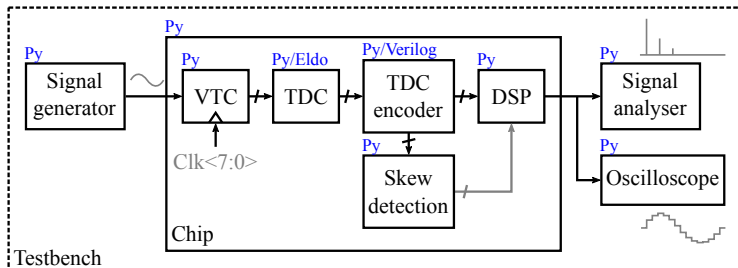 Py
Py
Signal
generator
Py
VTC
Clk<7:0>
Py/Eldo
TDC
Py/Verilog
TDC
encoder
Py
Skew
detection
Py
DSP
Chip
Py
Signal
analyser
Py
Oscilloscope
Testbench